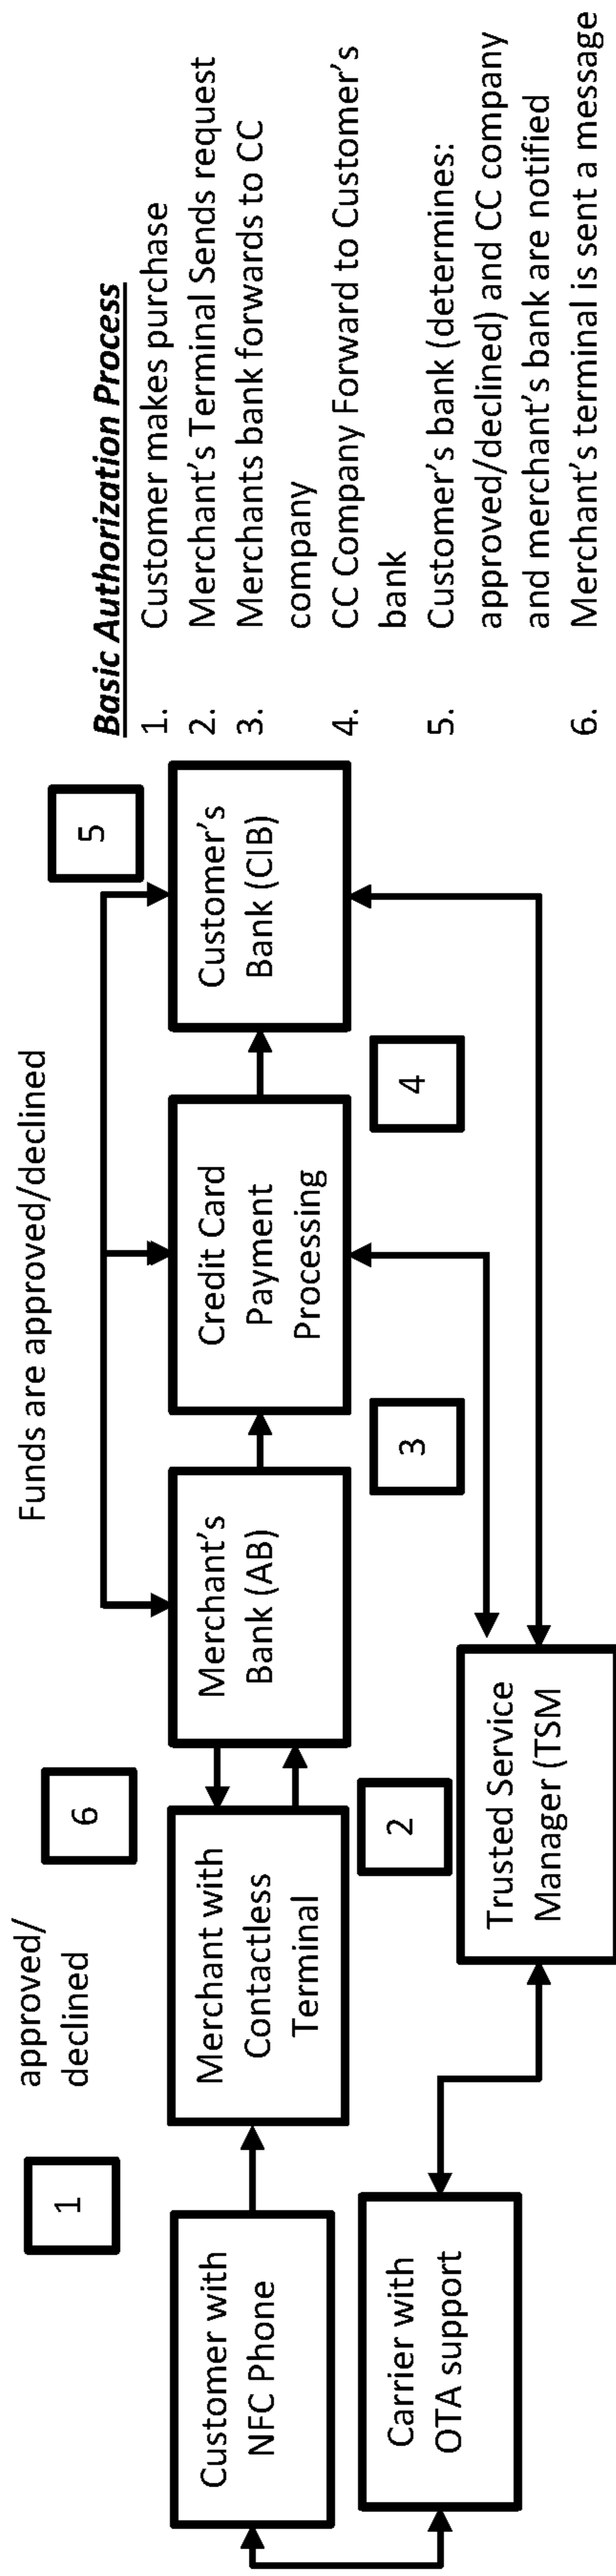 Funds are approved/declined
approved/
declined
1
6
5
Customer with
NFC Phone
Merchant with
Contactless
Terminal
Merchant's
Bank (AB)
Credit Card
Payment
Processing
Customer's
Bank (CIB)
2
3
4
Carrier with
OTA support
Trusted Service
Manager (TSM
Basic Authorization Process
1. Customer makes purchase
2. Merchant's Terminal Sends request
3. Merchants bank forwards to CC
company
4. CC Company Forward to Customer's
bank
5. Customer's bank (determines:
approved/declined) and CC company
and merchant's bank are notified
6. Merchant's terminal is sent a message